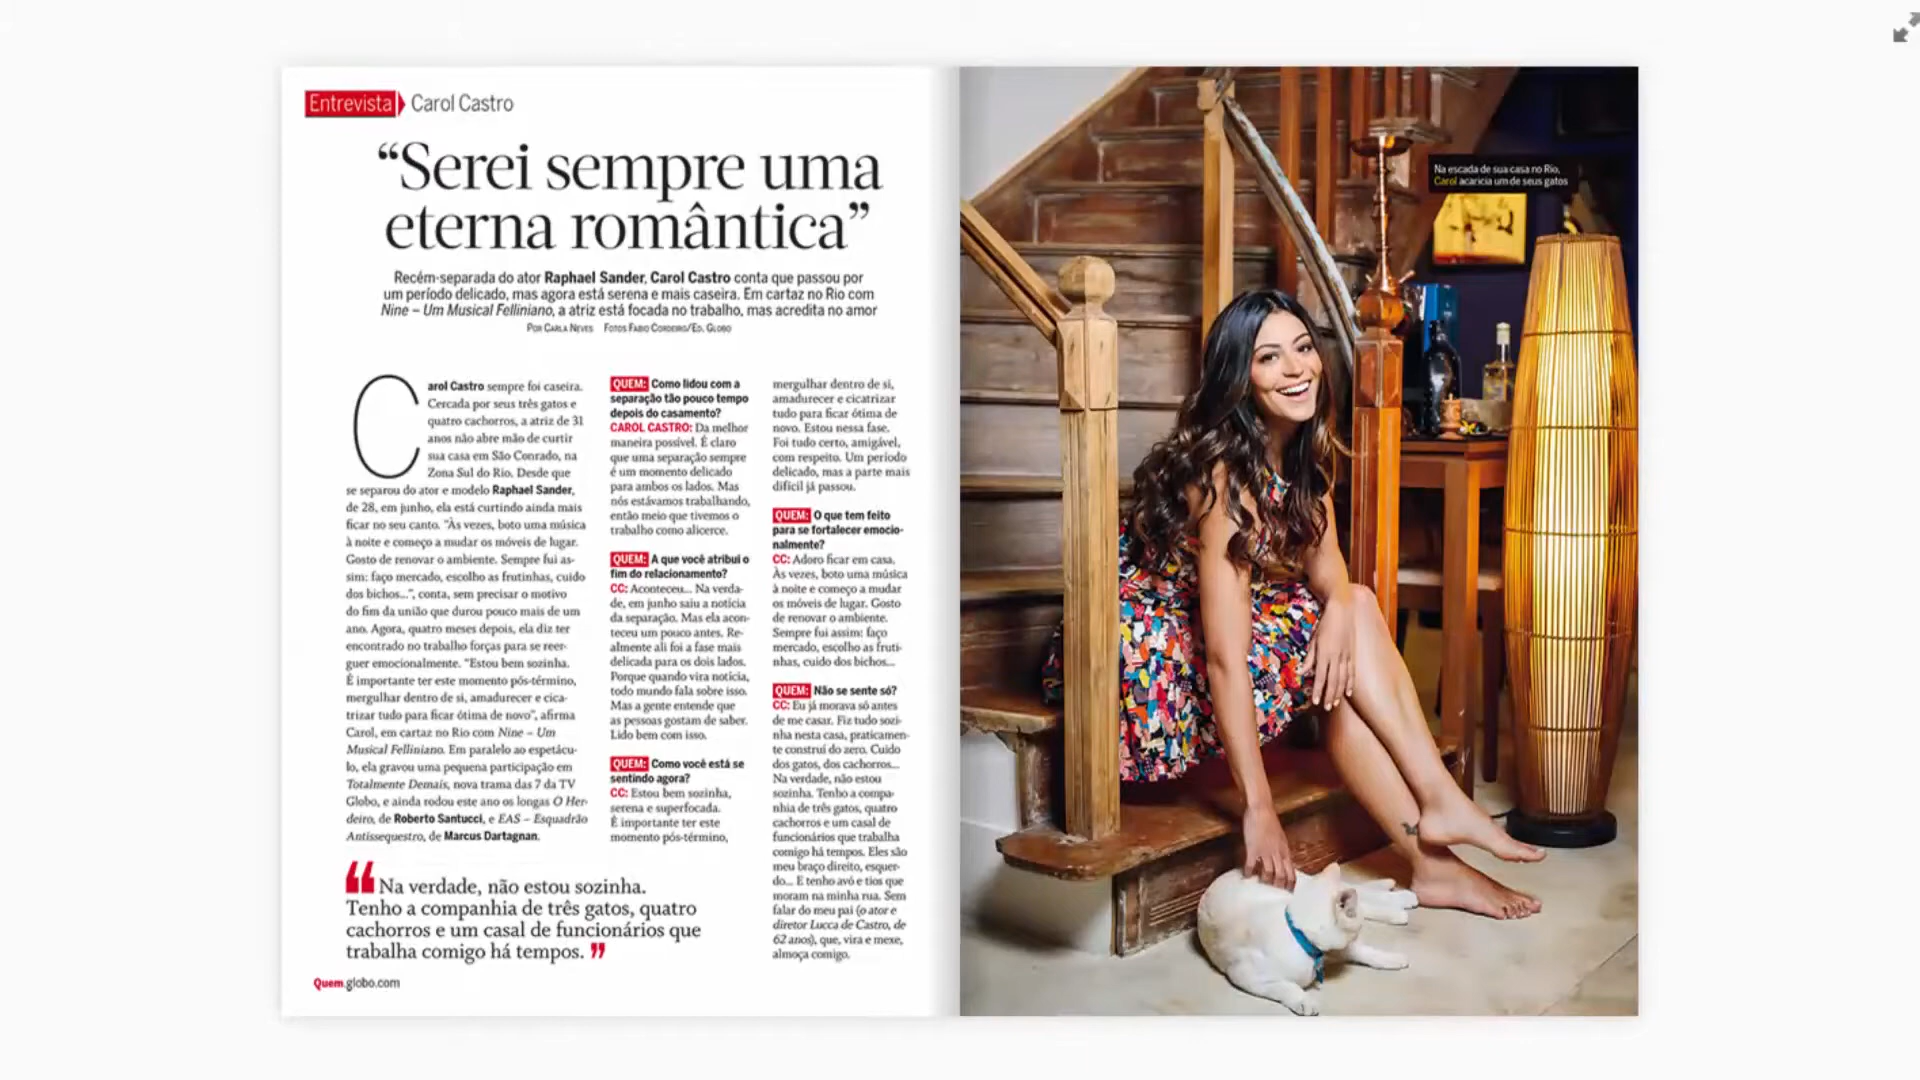 Entrevista Carol Castro
“Serei sempre uma
eterna romântica”
Recém-separada do ator Raphael Sander, Carol Castro conta que passou por
um período delicado, mas agora está serena e mais caseira. Em cartaz no Rio com
Nine – Um Musical Felliniano, a atriz está focada no trabalho, mas acredita no amor
Por Carla Neves Fotos Fabio Cordeiro/Ed. Globo
Carol Castro sempre foi caseira.
Cercada por seus três gatos e
quatro cachorros, a atriz de 31
anos não abre mão de curtir
sua casa em São Conrado, na
Zona Sul do Rio. Desde que
se separou do ator e modelo Raphael Sander,
de 28, em junho, ela está curtindo ainda mais
ficar no seu canto. “Às vezes, boto uma música
à noite e começo a mudar os móveis de lugar.
Gosto de renovar o ambiente. Sempre fui as-
sim: faço mercado, escolho as frutinhas, cuido
dos bichos...”, conta, sem precisar o motivo
do fim da união que durou pouco mais de um
ano. Agora, quatro meses depois, ela diz ter
encontrado no trabalho forças para se reer-
guer emocionalmente. “Estou bem sozinha.
É importante ter este momento pós-término,
mergulhar dentro de si, amadurecer e cica-
trizar tudo para ficar ótima de novo”, afirma
Carol, em cartaz no Rio com Nine – Um
Musical Felliniano. Em paralelo ao espetácu-
lo, ela gravou uma pequena participação em
Totalmente Demais, nova trama das 7 da TV
Globo, e ainda rodou este ano os longas O Her-
deiro, de Roberto Santucci, e EAS – Esquadrão
Antissequestro, de Marcus Dartagnan.
“Na verdade, não estou sozinha.
Tenho a companhia de três gatos, quatro
cachorros e um casal de funcionários que
trabalha comigo há tempos.”
QUEM: Como lidou com a
separação tão pouco tempo
depois do casamento?
CAROL CASTRO: Da melhor
maneira possível. É claro
que uma separação sempre
é um momento delicado
para ambos os lados. Mas
nós estávamos trabalhando,
então meio que tivemos o
trabalho como alicerce.
QUEM: A que você atribui o
fim do relacionamento?
CC: Aconteceu... Na verda-
de, em junho saiu a notícia
da separação. Mas ela acon-
teceu um pouco antes. Re-
almente ali foi a fase mais
delicada para os dois lados.
Porque quando vira notícia,
todo mundo fala sobre isso.
Mas a gente entende que
as pessoas gostam de saber.
Lido bem com isso.
QUEM: Como você está se
sentindo agora?
CC: Estou bem sozinha,
serena e superfocada.
É importante ter este
momento pós-término,
mergulhar dentro de si,
amadurecer e cicatrizar
tudo para ficar ótima de
novo. Estou nessa fase.
Foi tudo certo, amigável,
com respeito. Um período
delicado, mas a parte mais
difícil já passou.
QUEM: O que tem feito
para se fortalecer emocio-
nalmente?
CC: Adoro ficar em casa.
Às vezes, boto uma música
à noite e começo a mudar
os móveis de lugar. Gosto
de renovar o ambiente.
Sempre fui assim: faço
mercado, escolho as fruti-
nhas, cuido dos bichos...
QUEM: Não se sente só?
CC: Eu já morava só antes
de me casar. Fiz tudo sozi-
nha nesta casa, praticamen-
te construí do zero. Cuido
dos gatos, dos cachorros...
Na verdade, não estou
sozinha. Tenho a compa-
nhia de três gatos, quatro
cachorros e um casal de
funcionários que trabalha
comigo há tempos. Eles são
meu braço direito, esquer-
do... E tenho avó e tios que
moram na minha rua. Sem
falar do meu pai (o ator e
diretor Lucca de Castro, de
62 anos), que, vira e mexe,
almoça comigo.
Quem.globo.com
Na escada de sua casa no Rio,
Carol acaricia um de seus gatos